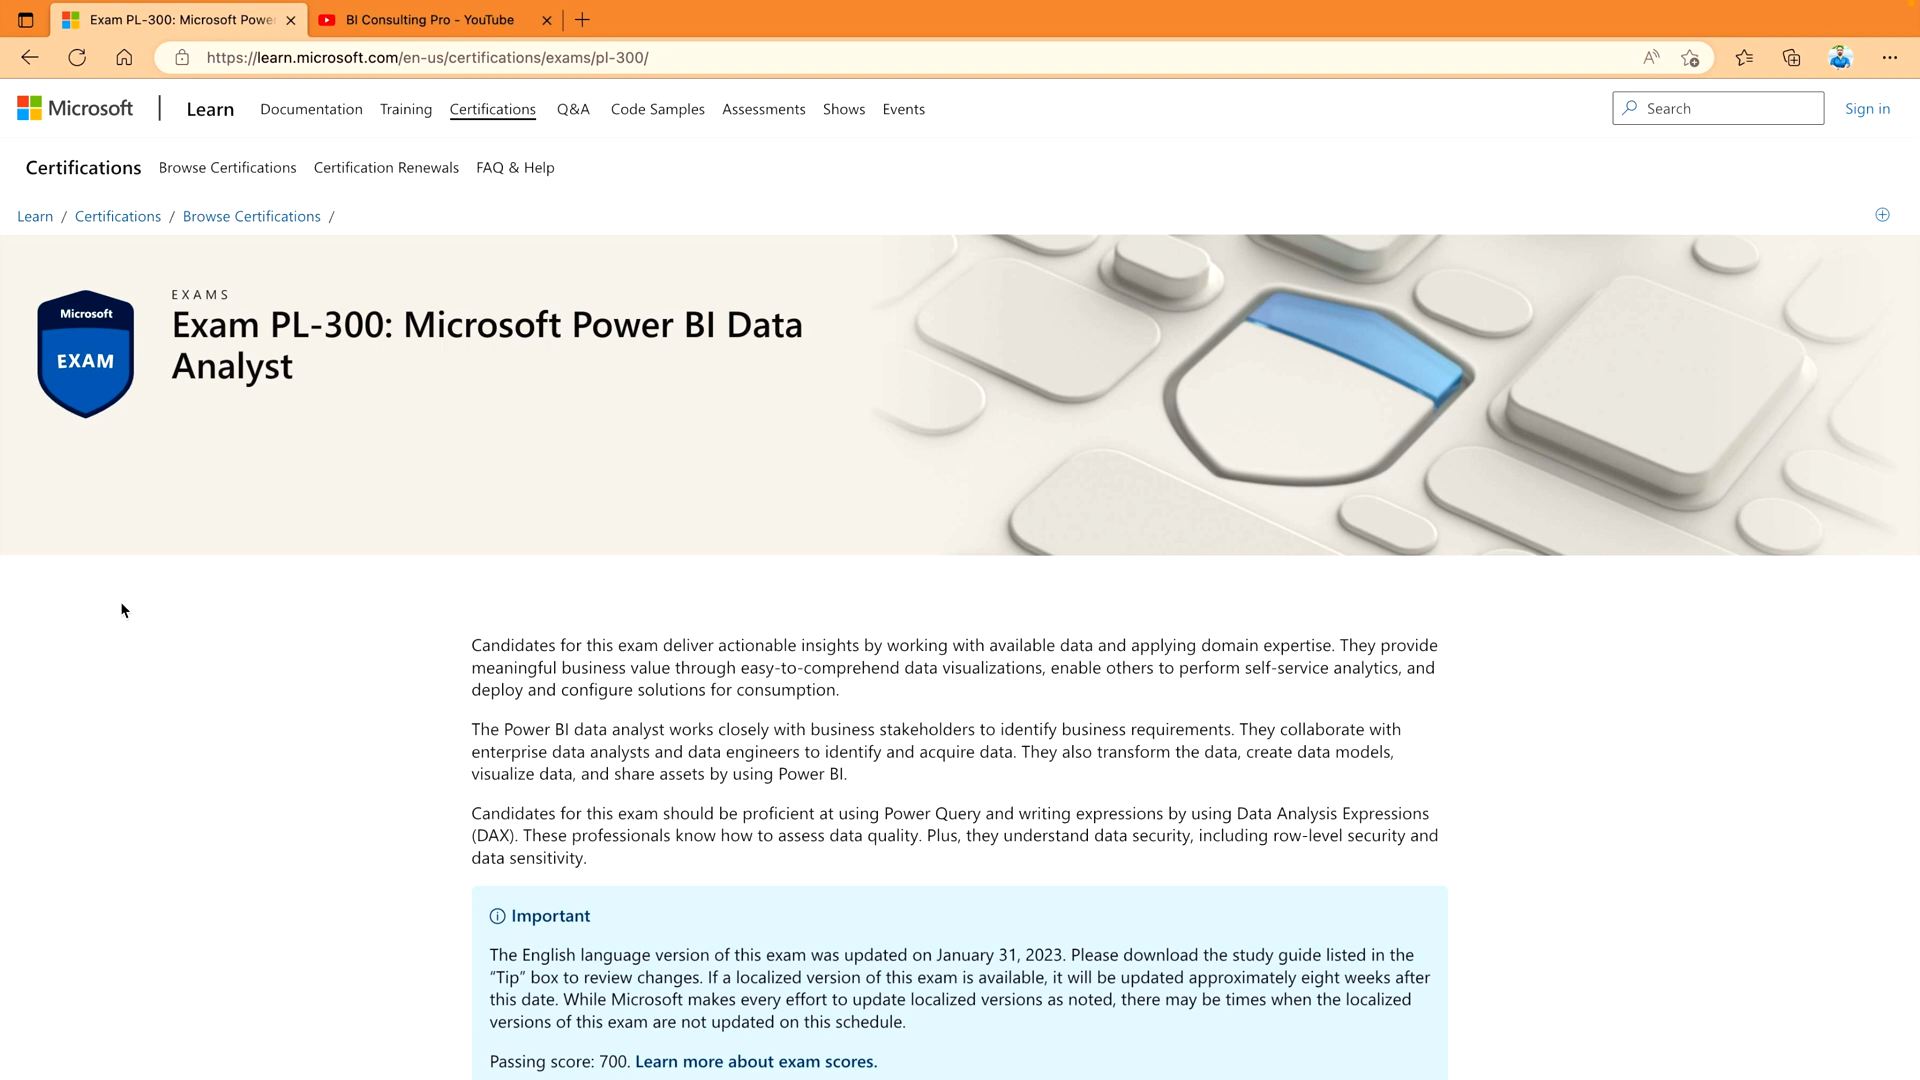 Exam PL-300: Microsoft Powe
BI Consulting Pro - YouTube
https://learn.microsoft.com/en-us/certifications/exams/pl-300/
Microsoft
Learn
Documentation
Training
Certifications
Q&A
Code Samples
Assessments
Shows
Events
Search
Sign in
Certifications
Browse Certifications
Certification Renewals
FAQ & Help
Learn / Certifications / Browse Certifications /
Microsoft
EXAM
EXAMS
Exam PL-300: Microsoft Power BI Data
Analyst
Candidates for this exam deliver actionable insights by working with available data and applying domain expertise. They provide
meaningful business value through easy-to-comprehend data visualizations, enable others to perform self-service analytics, and
deploy and configure solutions for consumption.
The Power BI data analyst works closely with business stakeholders to identify business requirements. They collaborate with
enterprise data analysts and data engineers to identify and acquire data. They also transform the data, create data models,
visualize data, and share assets by using Power BI.
Candidates for this exam should be proficient at using Power Query and writing expressions by using Data Analysis Expressions
(DAX). These professionals know how to assess data quality. Plus, they understand data security, including row-level security and
data sensitivity.
Important
The English language version of this exam was updated on January 31, 2023. Please download the study guide listed in the
“Tip” box to review changes. If a localized version of this exam is available, it will be updated approximately eight weeks after
this date. While Microsoft makes every effort to update localized versions as noted, there may be times when the localized
versions of this exam are not updated on this schedule.
Passing score: 700. Learn more about exam scores.